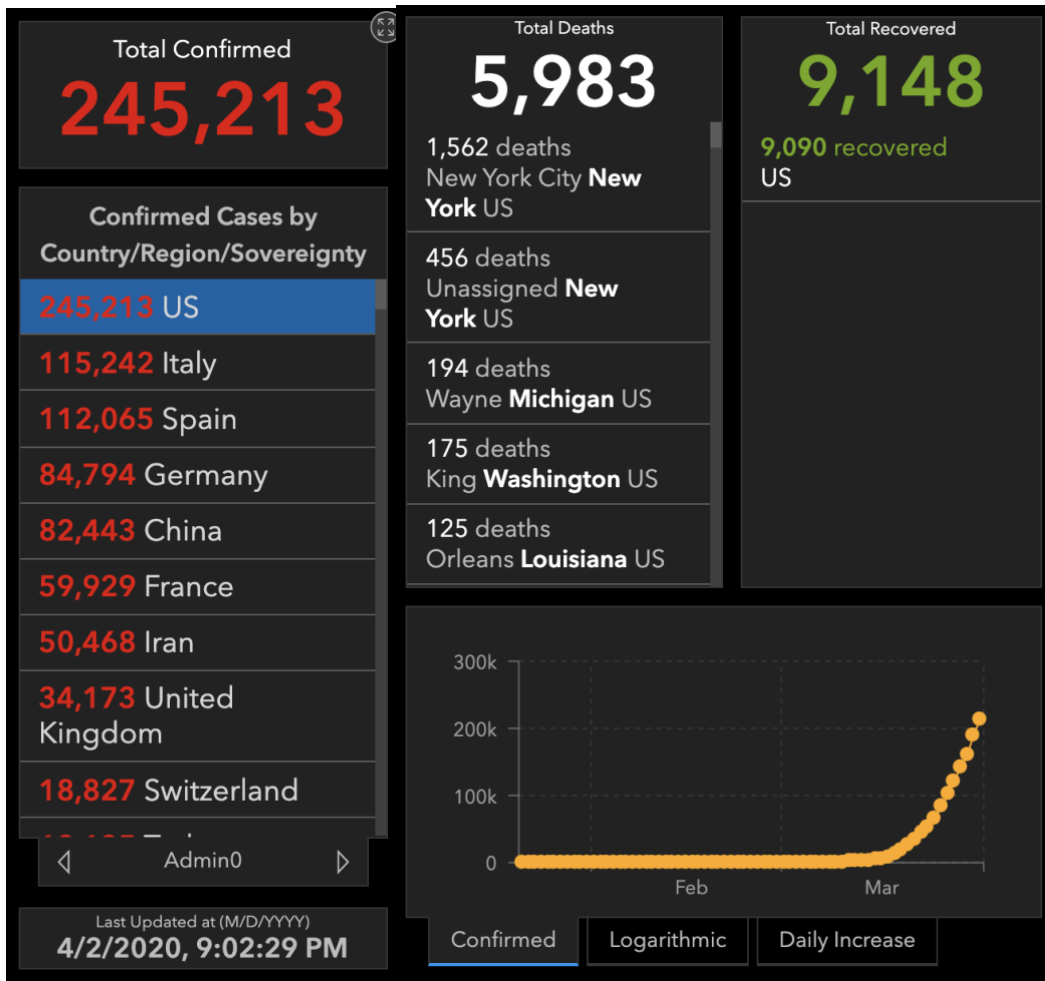 Total Confirmed
245,213
Confirmed Cases by
Country/Region/Sovereignty
245,213 US
115,242 Italy
112,065 Spain
84,794 Germany
82,443 China
59,929 France
50,468 Iran
34,173 United
Kingdom
18,827 Switzerland
Admin0
Last Updated at (M/D/YYYY)
4/2/2020, 9:02:29 PM
Total Deaths
5,983
1,562 deaths
New York City New
York US
456 deaths
Unassigned New
York US
194 deaths
Wayne Michigan US
175 deaths
King Washington US
125 deaths
Orleans Louisiana US
Total Recovered
9,148
9,090 recovered
US
300k
200k
100k
0
Feb
Mar
Confirmed
Logarithmic
Daily Increase